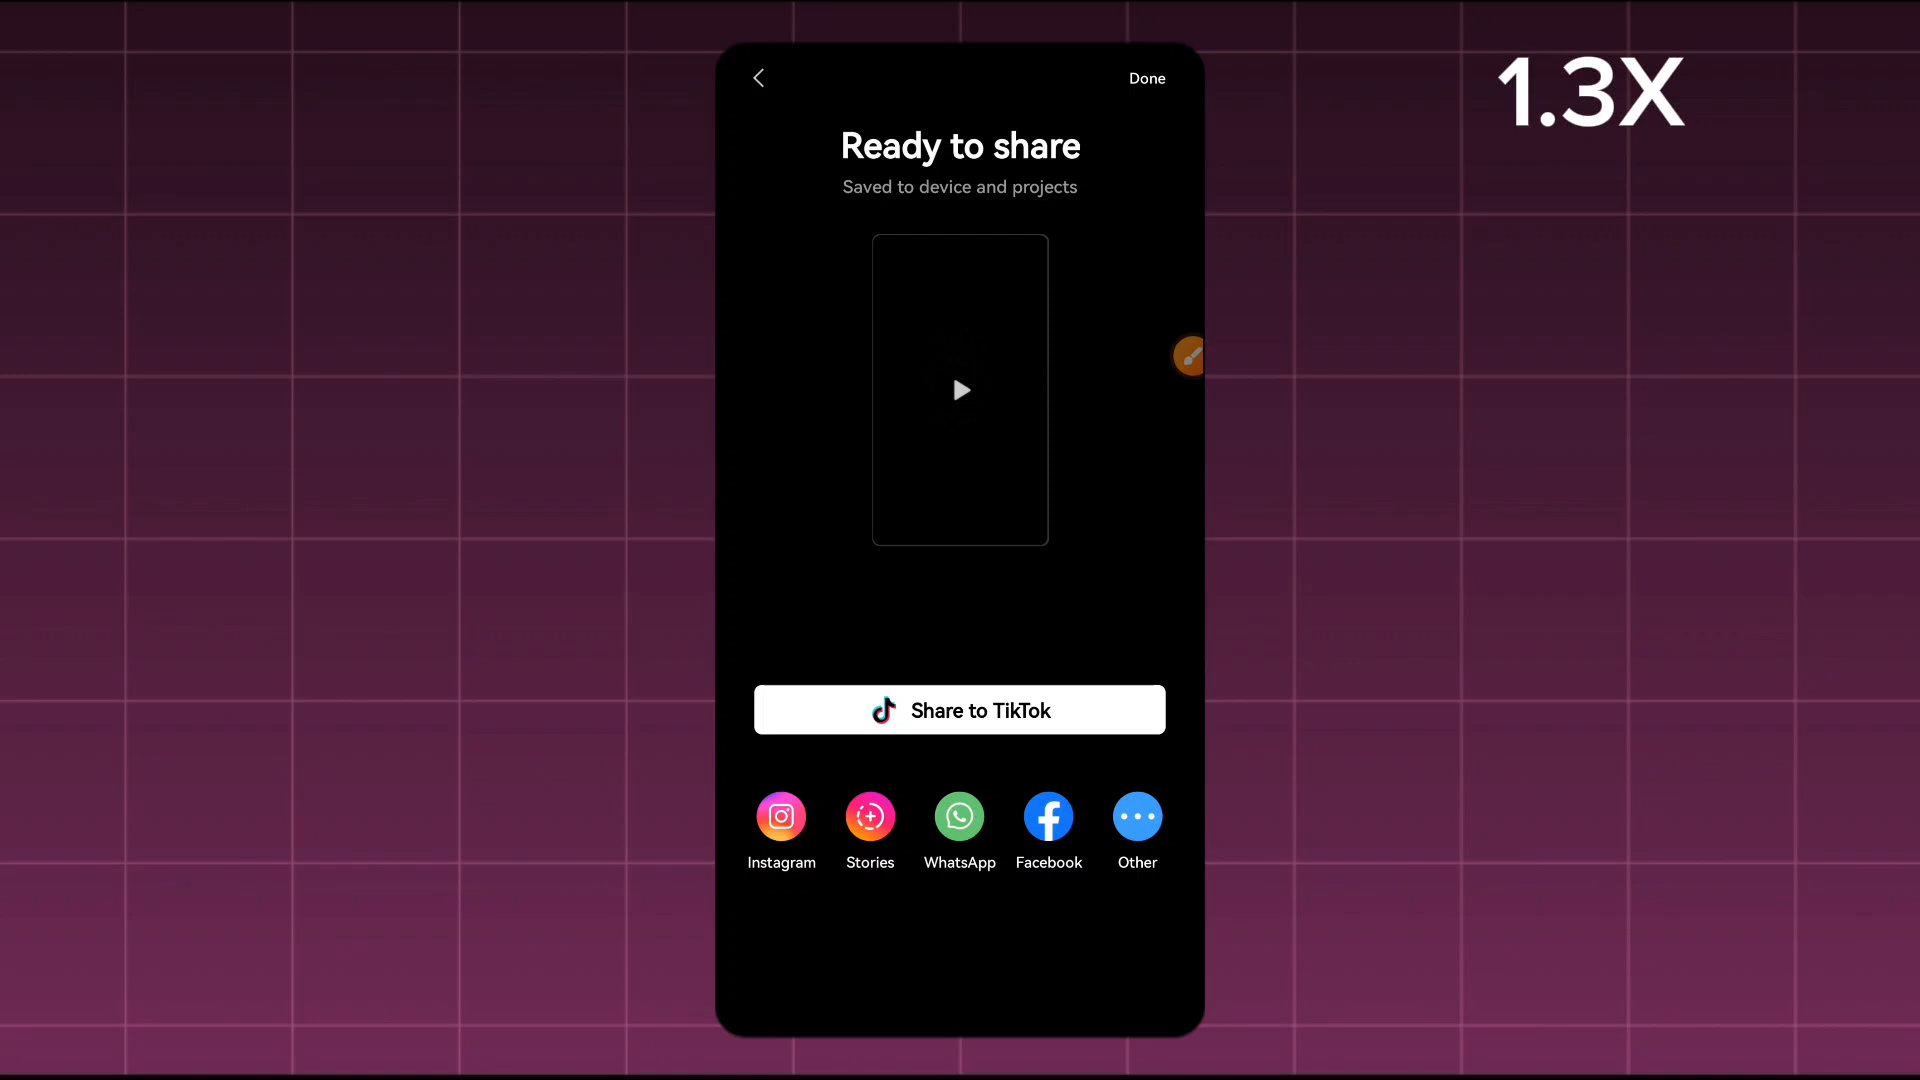 1.3X
Done
Ready to share
Saved to device and projects
Share to TikTok
Instagram
Stories
WhatsApp
Facebook
Other